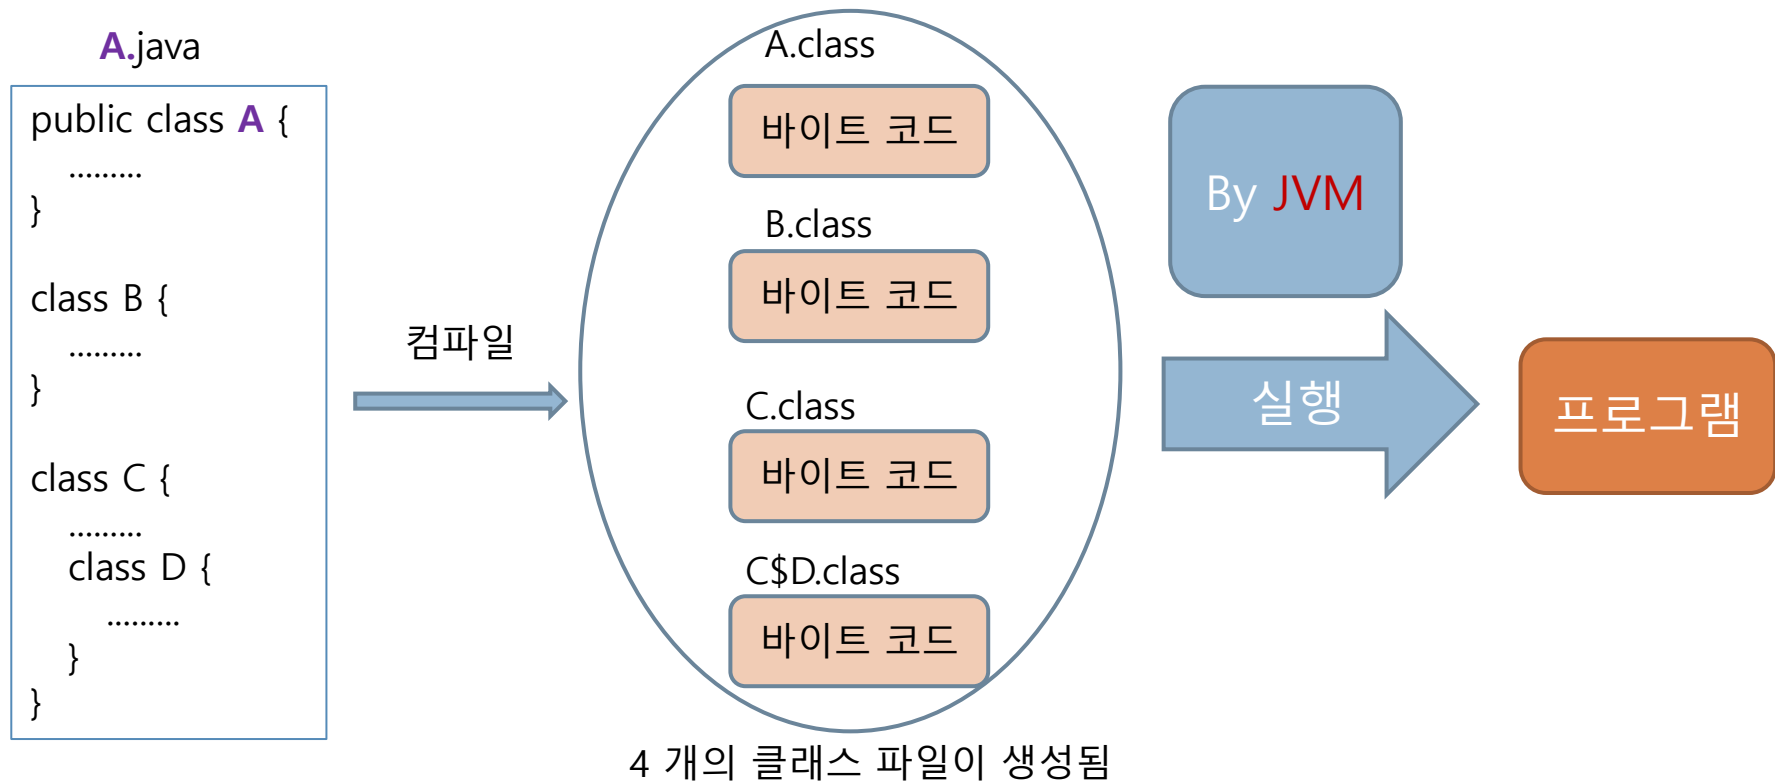 A.java
public class A {
.........
}
class B {
.........
}
class C {
.........
class D {
.........
}
}
컴파일
A.class
바이트 코드
B.class
바이트 코드
C.class
바이트 코드
C$D.class
바이트 코드
4 개의 클래스 파일이 생성됨
By JVM
실행
프로그램